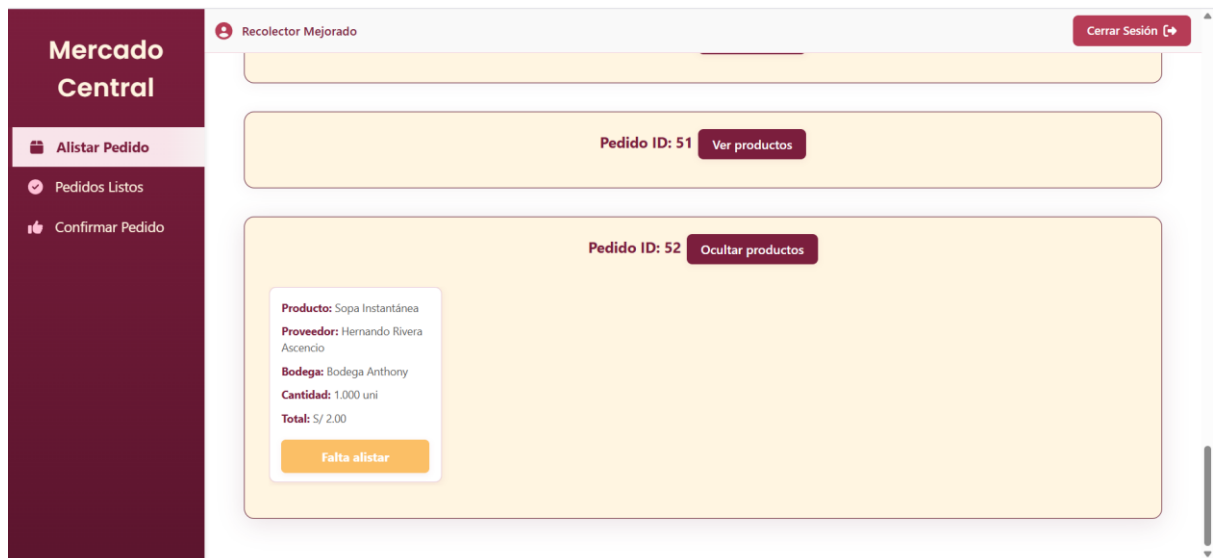 Mercado
Central
Alistar Pedido
Pedidos Listos
Confirmar Pedido
Recolector Mejorado
Cerrar Sesión
Pedido ID: 51 Ver productos
Pedido ID: 52 Ocultar productos
Producto: Sopa Instantánea
Proveedor: Hernando Rivera
Ascencio
Bodega: Bodega Anthony
Cantidad: 1.000 uni
Total: S/ 2.00
Falta alistar